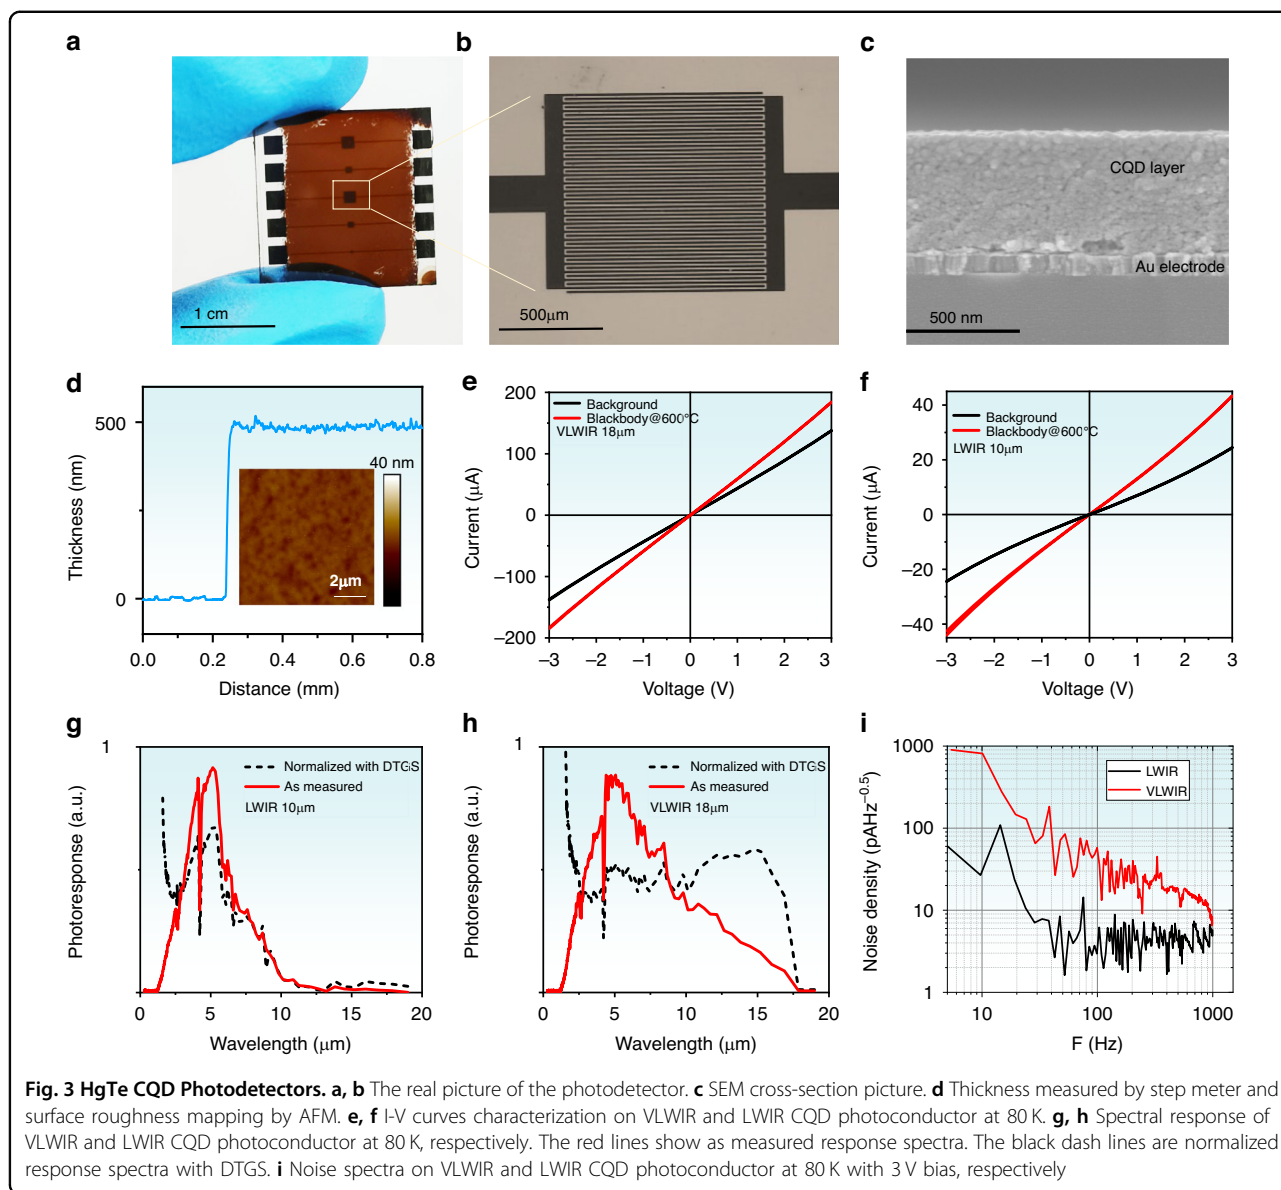 a
b
c
1 cm
500μm
CQD layer
Au electrode
500 nm
d
500
0
Thickness (nm)
40 nm
2μm
0.0 0.2 0.4 0.6 0.8
Distance (mm)
e
200
100
0
−100
−200
Current (μA)
Background
Blackbody@600°C
VLWIR 18μm
−3 −2 −1 0 1 2 3
Voltage (V)
f
40
20
0
−20
−40
Current (μA)
Background
Blackbody@600°C
LWIR 10μm
−3 −2 −1 0 1 2 3
Voltage (V)
g
1
Photoresponse (a.u.)
Normalized with DTGS
As measured
LWIR 10μm
0 5 10 15 20
Wavelength (μm)
h
1
Photoresponse (a.u.)
Normalized with DTGS
As measured
VLWIR 18μm
0 5 10 15 20
Wavelength (μm)
i
1000
100
10
1
Noise density (pAHz⁻⁰·⁵)
LWIR
VLWIR
10 100 1000
F (Hz)
Fig. 3 HgTe CQD Photodetectors. a, b The real picture of the photodetector. c SEM cross-section picture. d Thickness measured by step meter and
surface roughness mapping by AFM. e, f I-V curves characterization on VLWIR and LWIR CQD photoconductor at 80 K. g, h Spectral response of
VLWIR and LWIR CQD photoconductor at 80 K, respectively. The red lines show as measured response spectra. The black dash lines are normalized
response spectra with DTGS. i Noise spectra on VLWIR and LWIR CQD photoconductor at 80 K with 3 V bias, respectively